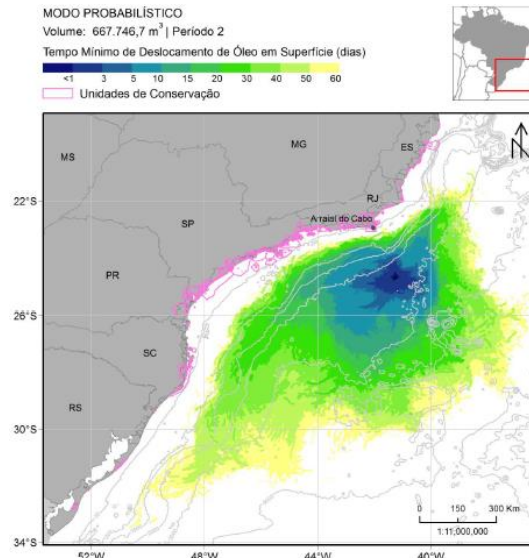 MODO PROBABILÍSTICO
Volume: 667.746,7 m³ | Período 2
Tempo Mínimo de Deslocamento de Óleo em Superfície (dias)
<1 3 5 10 15 20 30 40 50 60
Unidades de Conservação
N
MS
MG
ES
22°S
RJ
Arraial do Cabo
SP
PR
26°S
SC
RS
30°S
0 150 300 Km
1:11,000,000
34°S
52°W 48°W 44°W 40°W